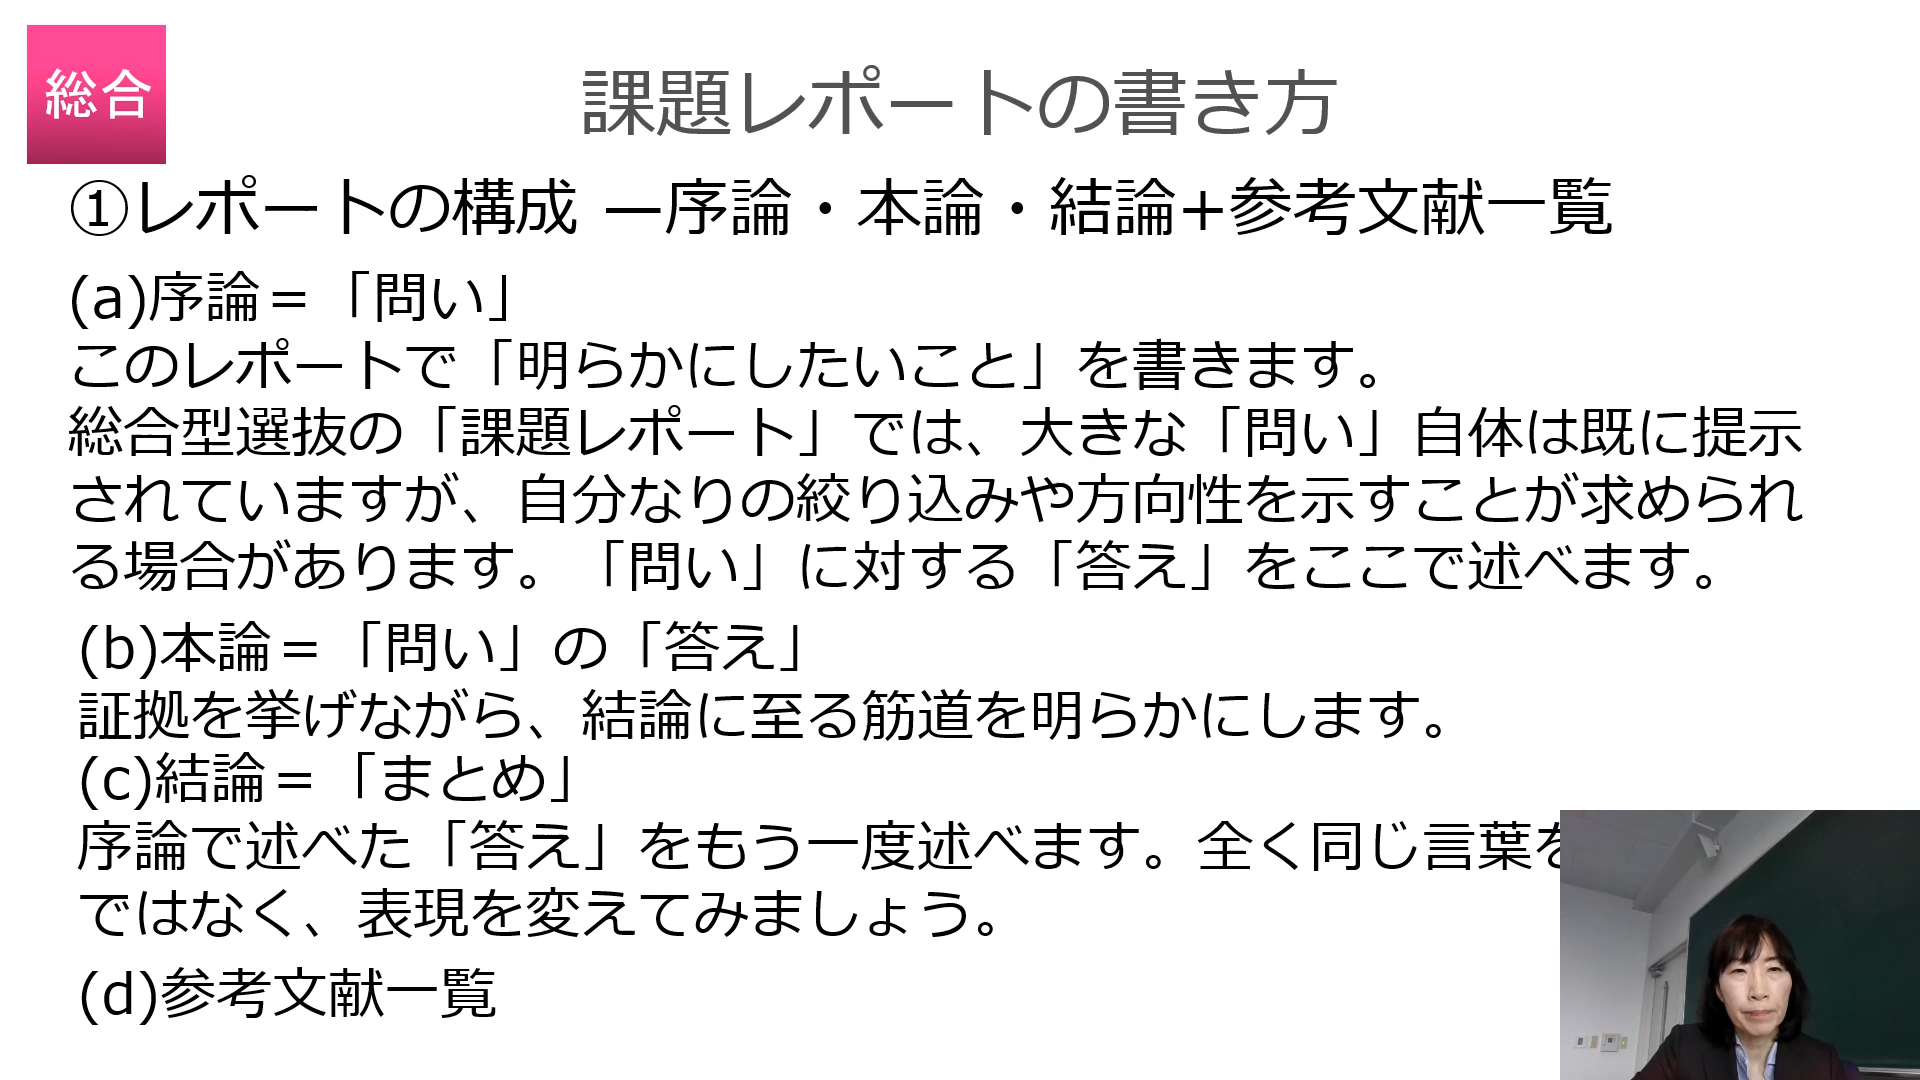 総合
課題レポートの書き方
①レポートの構成 ―序論・本論・結論+参考文献一覧
(a)序論＝「問い」
このレポートで「明らかにしたいこと」を書きます。
総合型選抜の「課題レポート」では、大きな「問い」自体は既に提示
されていますが、自分なりの絞り込みや方向性を示すことが求められ
る場合があります。「問い」に対する「答え」をここで述べます。
(b)本論＝「問い」の「答え」
証拠を挙げながら、結論に至る筋道を明らかにします。
(c)結論＝「まとめ」
序論で述べた「答え」をもう一度述べます。全く同じ言葉を
ではなく、表現を変えてみましょう。
(d)参考文献一覧